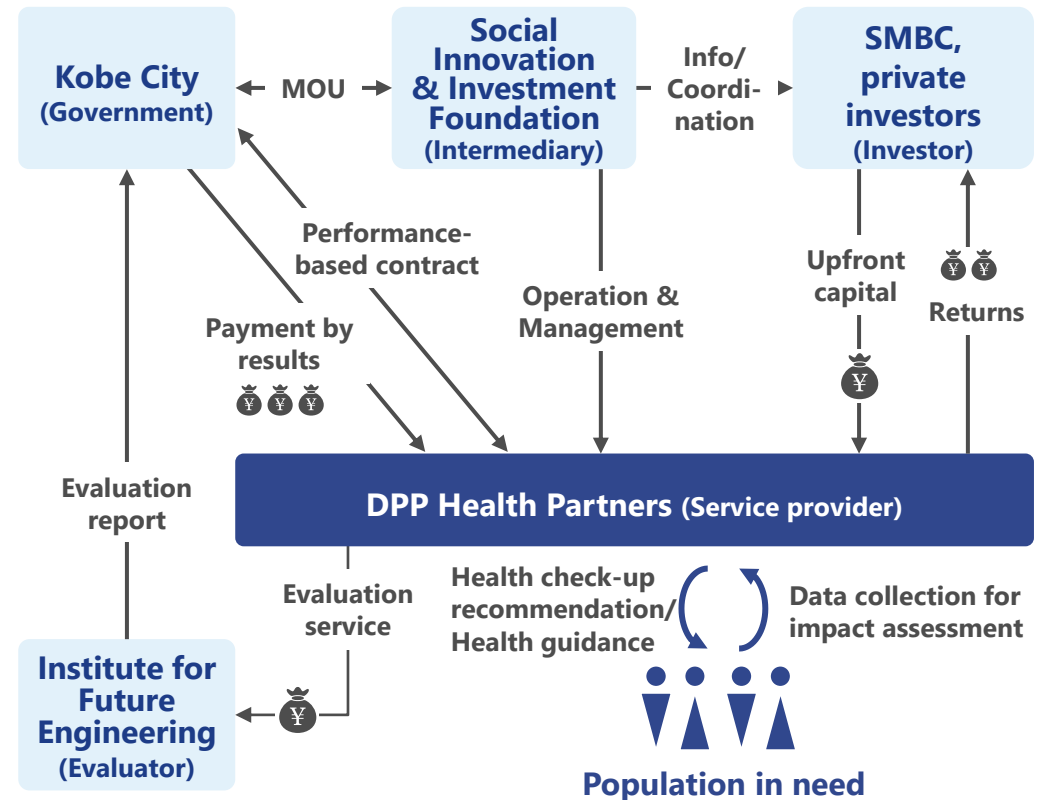 Kobe City
(Government)
MOU
Social
Innovation
& Investment
Foundation
(Intermediary)
Info/
Coordi-
nation
SMBC,
private
investors
(Investor)
Performance-
based contract
Payment by
results
¥ ¥ ¥
Operation &
Management
Upfront
capital
¥
¥ ¥
Returns
Evaluation
report
DPP Health Partners (Service provider)
Evaluation
service
¥
Health check-up
recommendation/
Health guidance
Data collection for
impact assessment
Institute for
Future
Engineering
(Evaluator)
Population in need